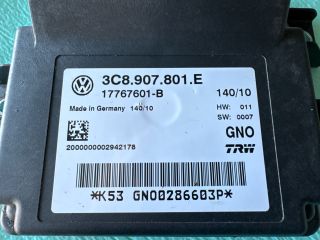 3C8.907.801.E
17767601-B 140/10
Made in Germany 140/10
HW: 011
SW: 0007
GNO
2000000002942178
TRW
*K53 GNO00286603P*